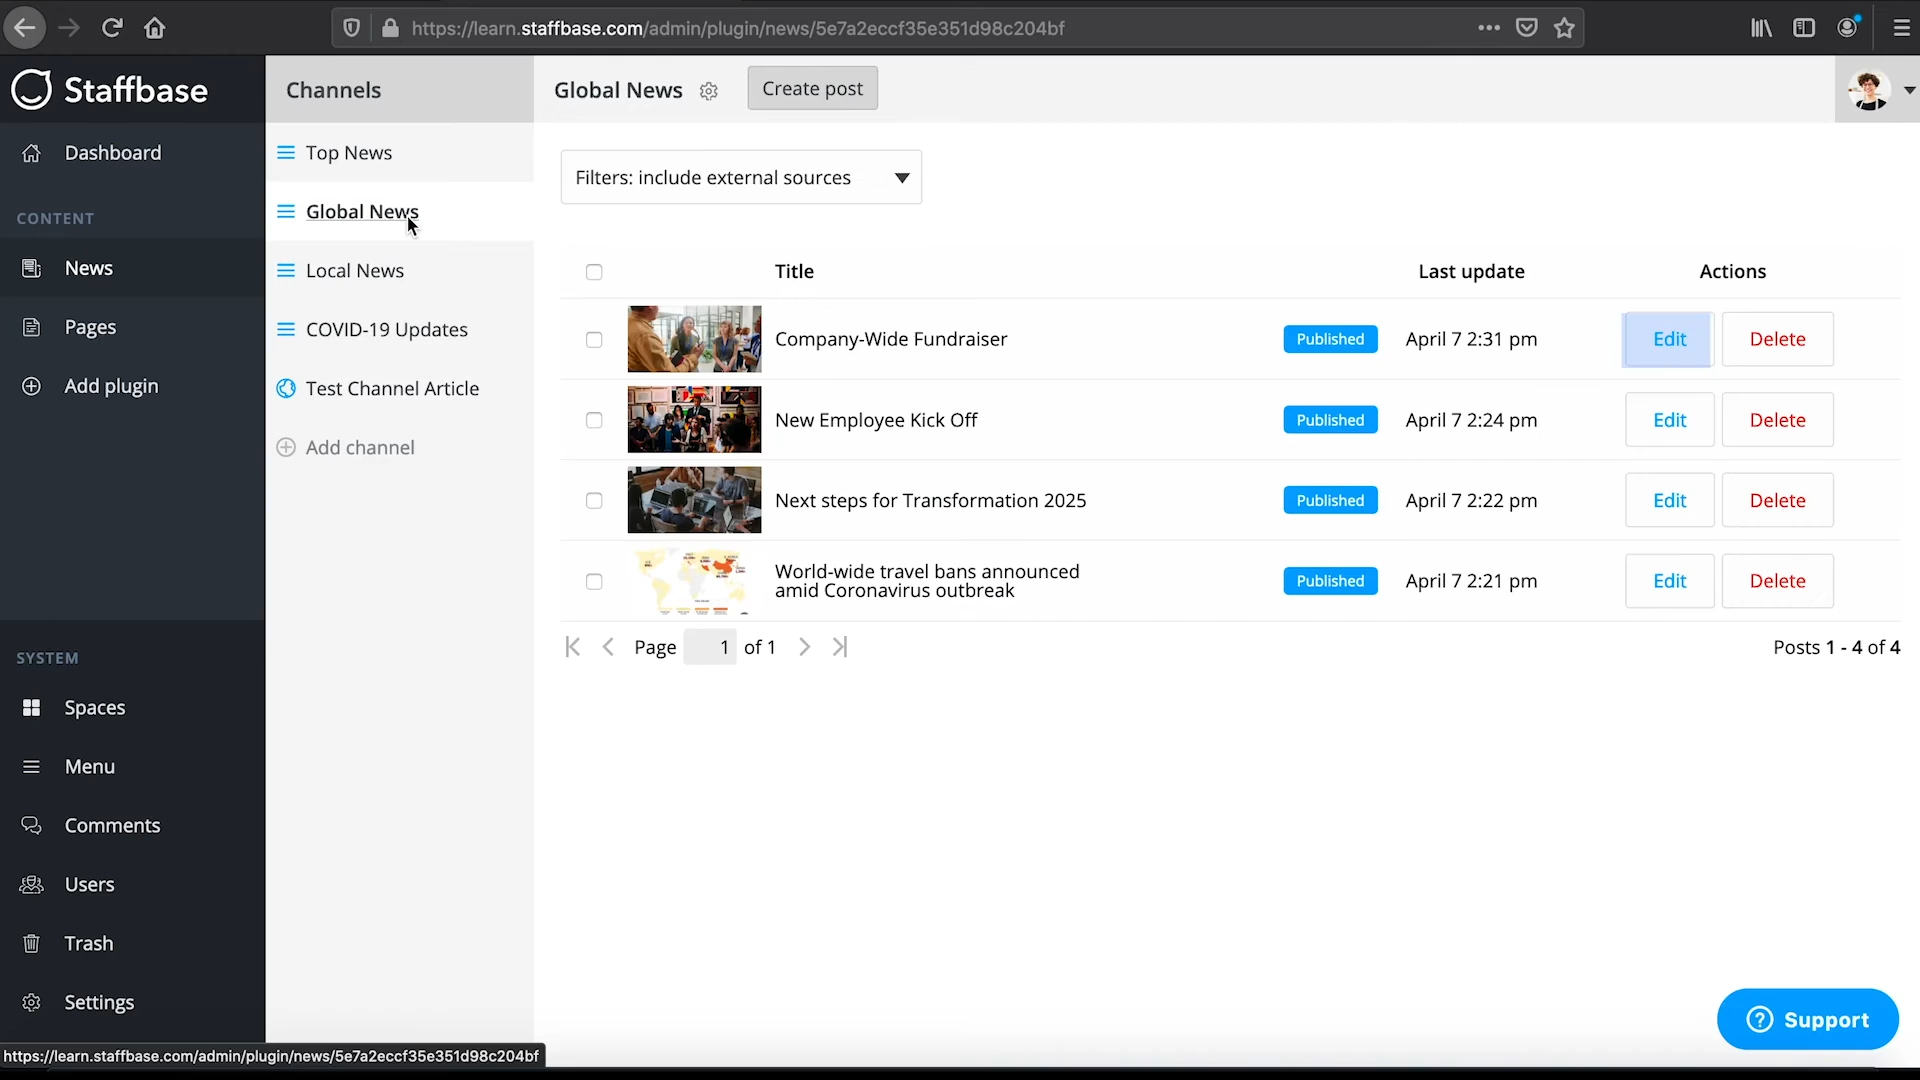 https://learn.staffbase.com/admin/plugin/news/5e7a2eccf35e351d98c204bf
Staffbase
Channels
Global News
Create post
Dashboard
CONTENT
News
Pages
Add plugin
SYSTEM
Spaces
Menu
Comments
Users
Trash
Settings
Top News
Global News
Local News
COVID-19 Updates
Test Channel Article
Add channel
Filters: include external sources
Title Last update Actions
Company-Wide Fundraiser Published April 7 2:31 pm Edit Delete
New Employee Kick Off Published April 7 2:24 pm Edit Delete
Next steps for Transformation 2025 Published April 7 2:22 pm Edit Delete
World-wide travel bans announced
amid Coronavirus outbreak Published April 7 2:21 pm Edit Delete
Page 1 of 1 Posts 1 - 4 of 4
Support
https://learn.staffbase.com/admin/plugin/news/5e7a2eccf35e351d98c204bf